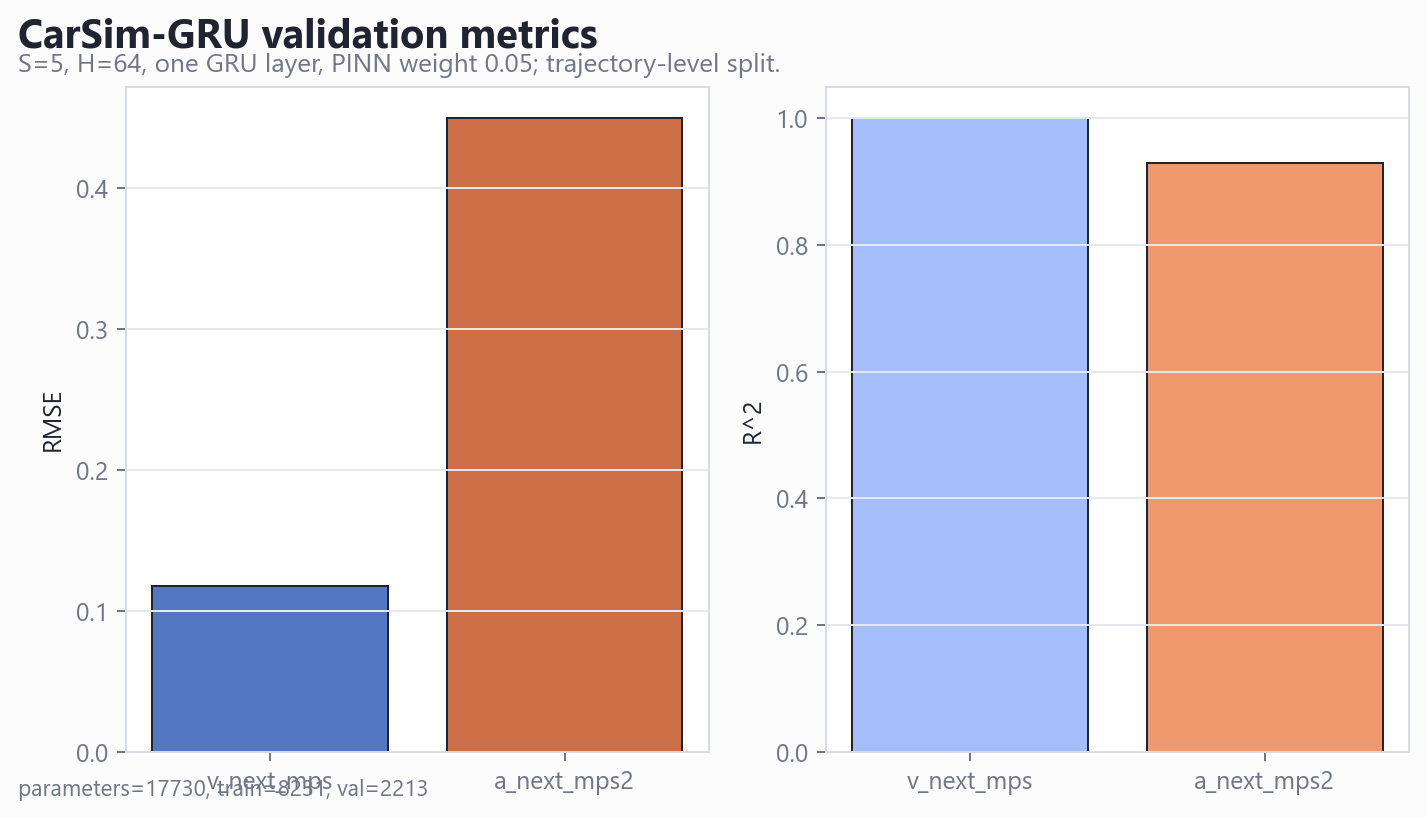 CarSim-GRU validation metrics
S=5, H=64, one GRU layer, PINN weight 0.05; trajectory-level split.
RMSE
0.4
0.3
0.2
0.1
0.0
v_next_mps
a_next_mps2
R^2
1.0
0.8
0.6
0.4
0.2
0.0
v_next_mps
a_next_mps2
parameters=17730, train=8231, val=2213